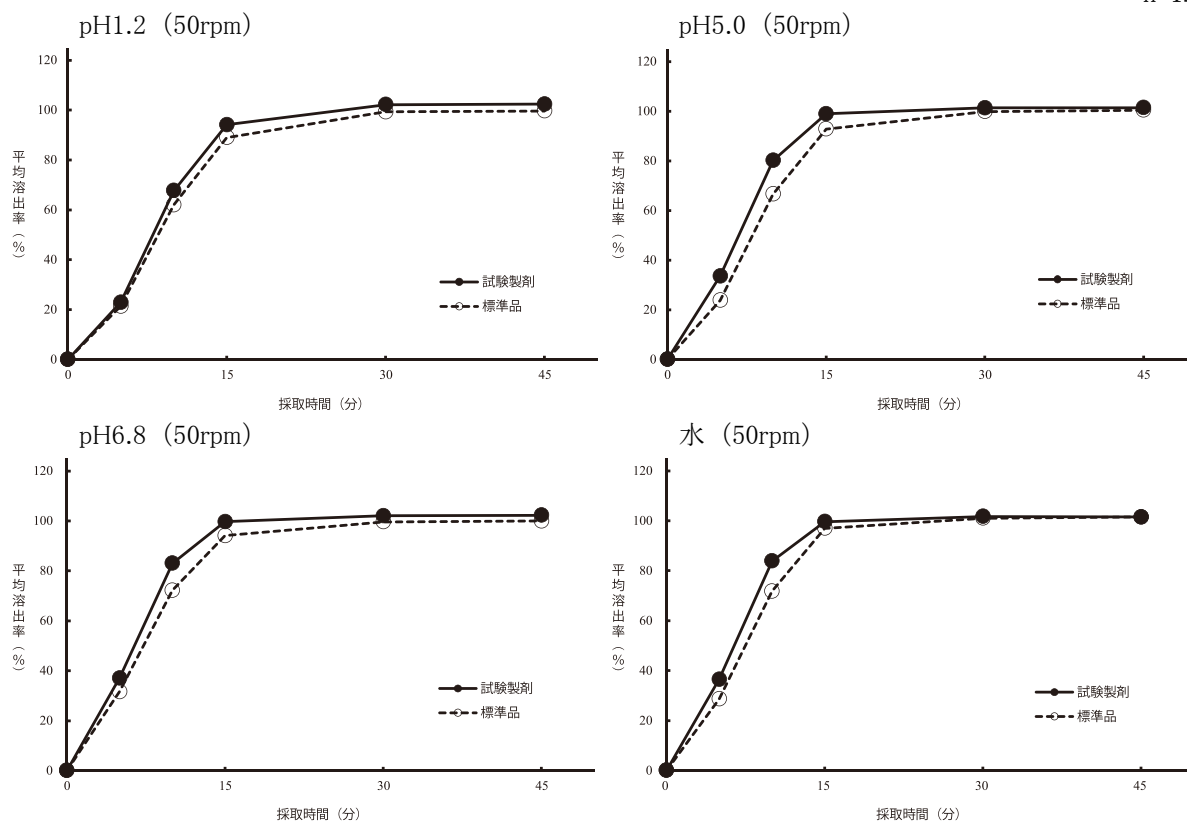 pH1.2（50rpm）
120
100
80
60
40
20
0
平均溶出率（%）
試験製剤
標準品
0 15 30 45
採取時間（分）
pH5.0（50rpm）
120
100
80
60
40
20
0
平均溶出率（%）
試験製剤
標準品
0 15 30 45
採取時間（分）
pH6.8（50rpm）
120
100
80
60
40
20
0
平均溶出率（%）
試験製剤
標準品
0 15 30 45
採取時間（分）
水（50rpm）
120
100
80
60
40
20
0
平均溶出率（%）
試験製剤
標準品
0 15 30 45
採取時間（分）